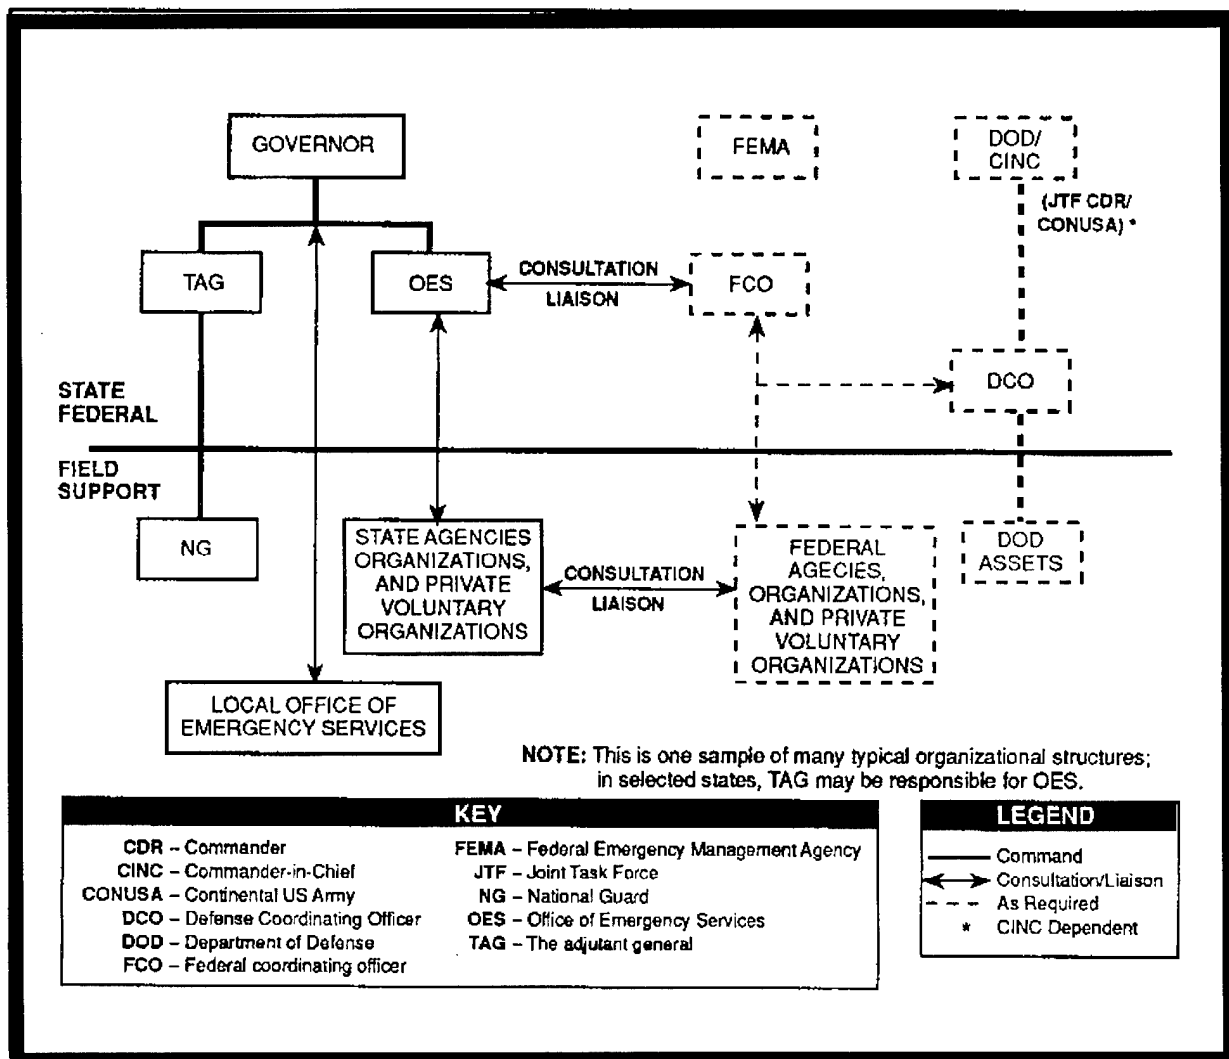 GOVERNOR
FEMA
DOD/
CINC
(JTF CDR/
CONUSA) *
TAG
OES
CONSULTATION
LIAISON
FCO
DCO
STATE
FEDERAL
FIELD
SUPPORT
NG
STATE AGENCIES
ORGANIZATIONS,
AND PRIVATE
VOLUNTARY
ORGANIZATIONS
CONSULTATION
LIAISON
FEDERAL
AGECIES,
ORGANIZATIONS,
AND PRIVATE
VOLUNTARY
ORGANIZATIONS
DOD
ASSETS
LOCAL OFFICE OF
EMERGENCY SERVICES
NOTE: This is one sample of many typical organizational structures;
in selected states, TAG may be responsible for OES.
KEY
CDR – Commander
CINC – Commander-in-Chief
CONUSA – Continental US Army
DCO – Defense Coordinating Officer
DOD – Department of Defense
FCO – Federal coordinating officer
FEMA – Federal Emergency Management Agency
JTF – Joint Task Force
NG – National Guard
OES – Office of Emergency Services
TAG – The adjutant general
LEGEND
Command
Consultation/Liaison
As Required
* CINC Dependent